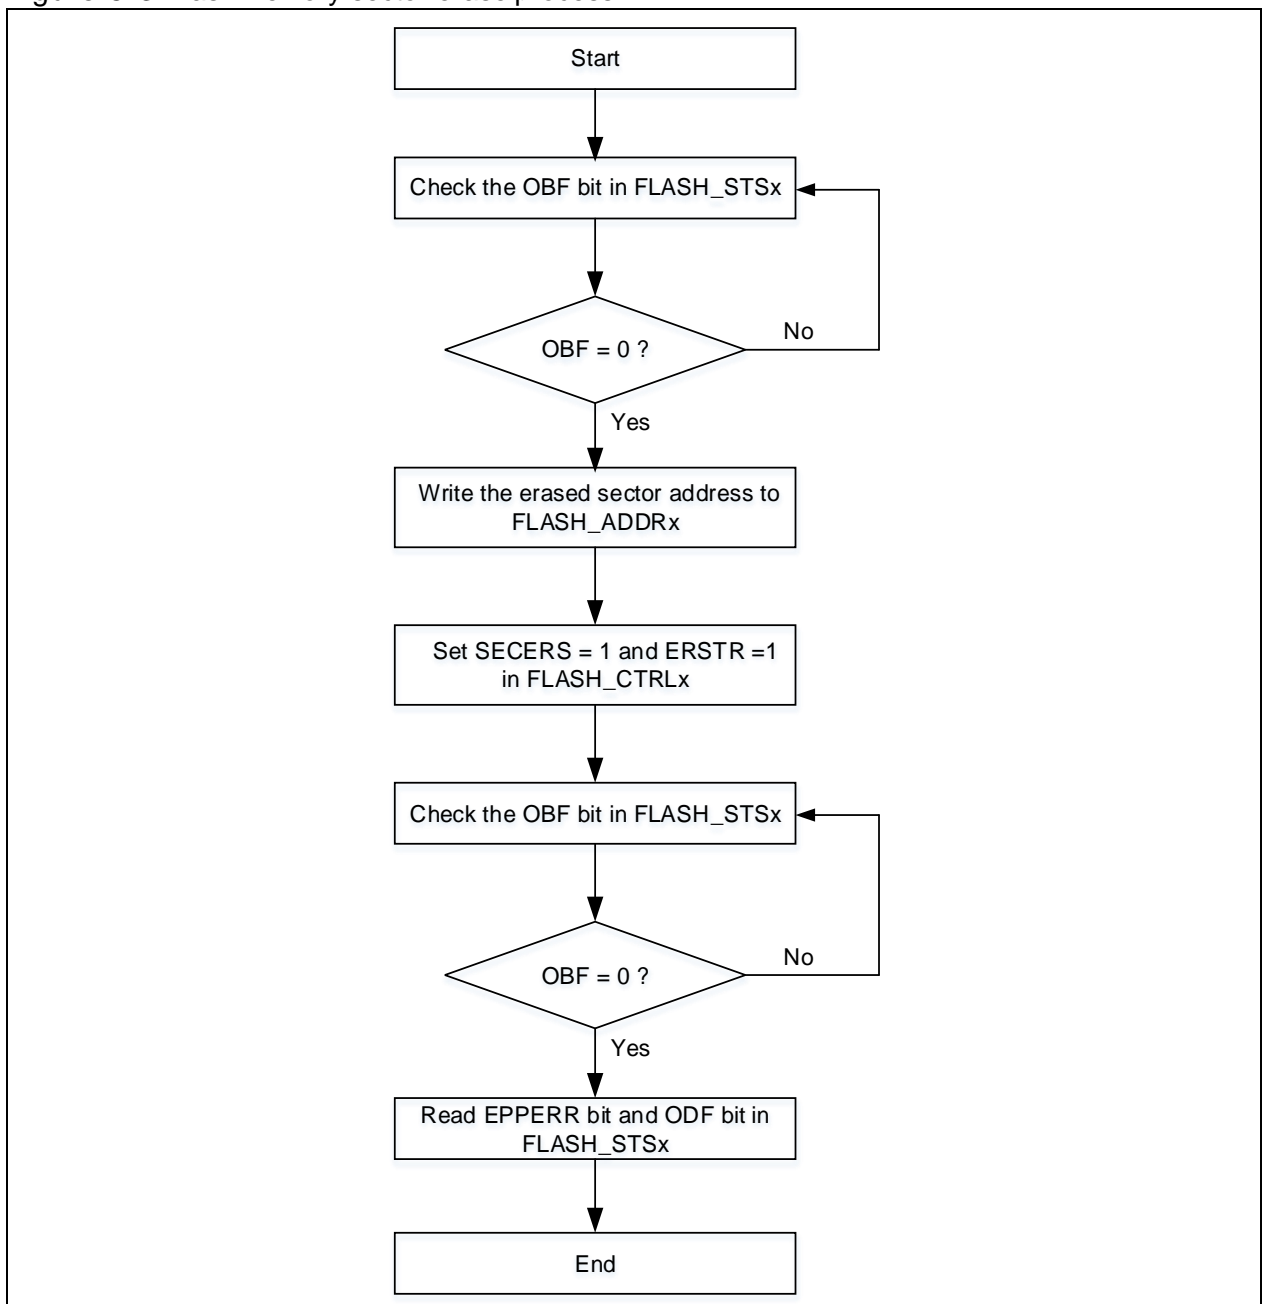 Start
Check the OBF bit in FLASH_STSx
OBF = 0 ?
No
Yes
Write the erased sector address to
FLASH_ADDRx
Set SECERS = 1 and ERSTR =1
in FLASH_CTRLx
Check the OBF bit in FLASH_STSx
OBF = 0 ?
No
Yes
Read EPPERR bit and ODF bit in
FLASH_STSx
End